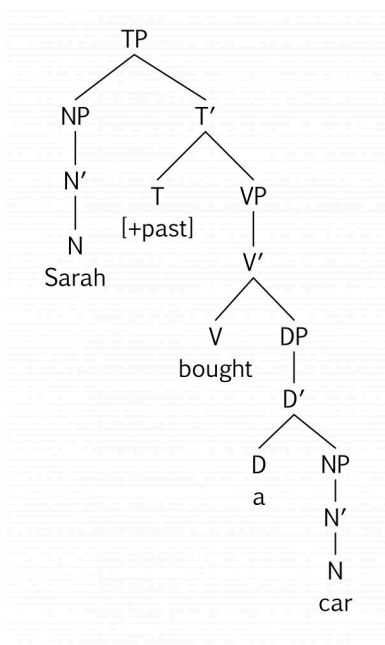 TP
NP T′
N′ T VP
[+past]
N V′
Sarah
V DP
bought
D′
D NP
a
N′
N
car